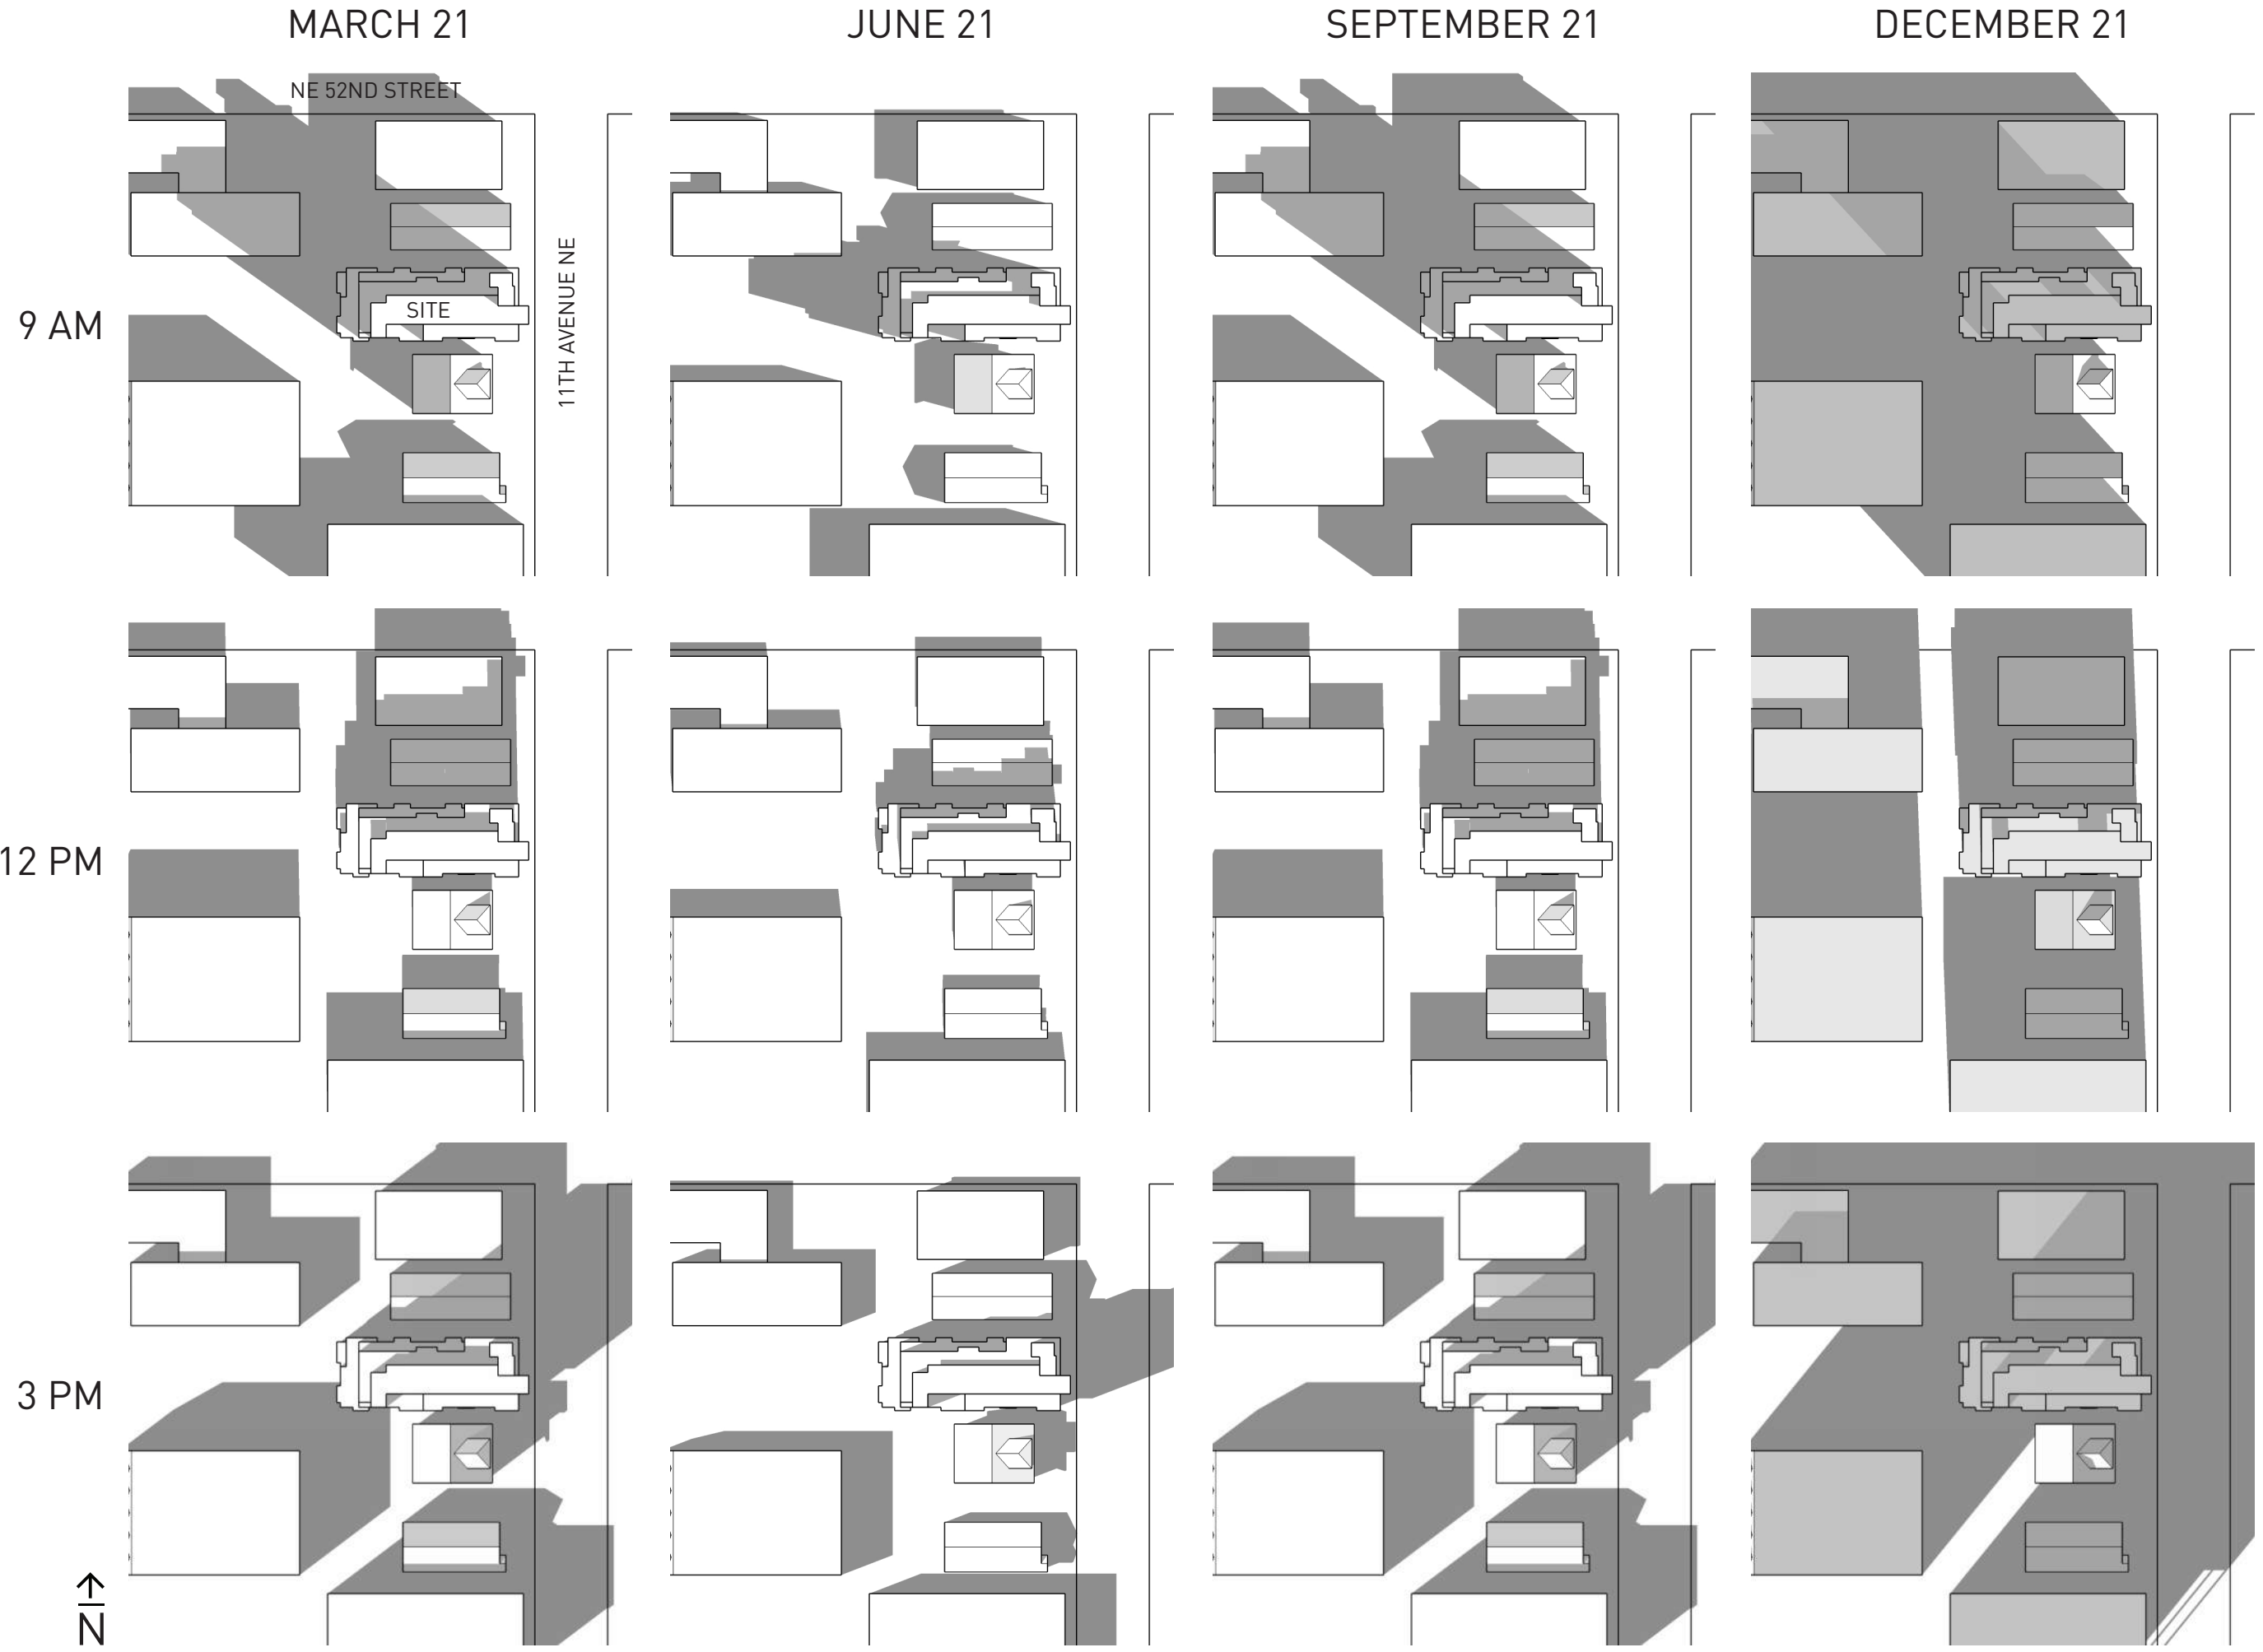 MARCH 21
JUNE 21
SEPTEMBER 21
DECEMBER 21
NE 52ND STREET
11TH AVENUE NE
SITE
9 AM
12 PM
3 PM
N